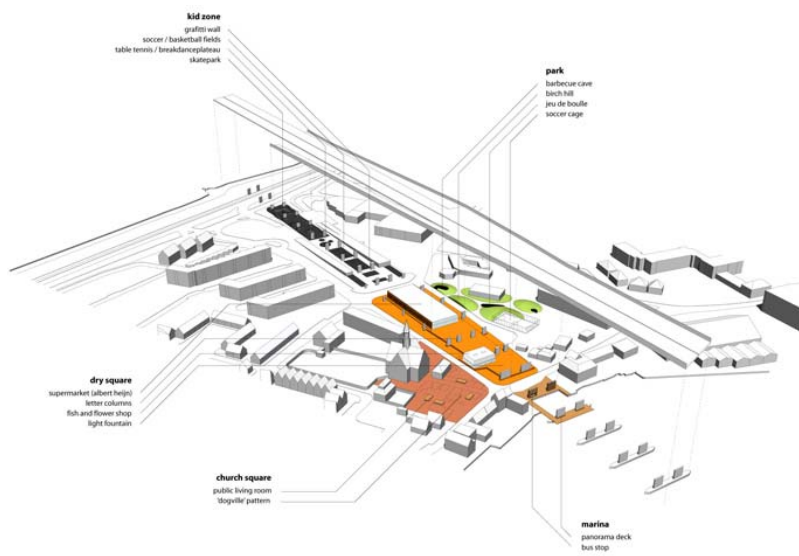 kid zone
grafitti wall
soccer / basketball fields
table tennis / breakdanceplateau
skatepark
park
barbecue cave
birch hill
jeu de boulle
soccer cage
dry square
supermarket (albert heijn)
letter columns
fish and flower shop
light fountain
church square
public living room
'dogville' pattern
marina
panorama deck
bus stop